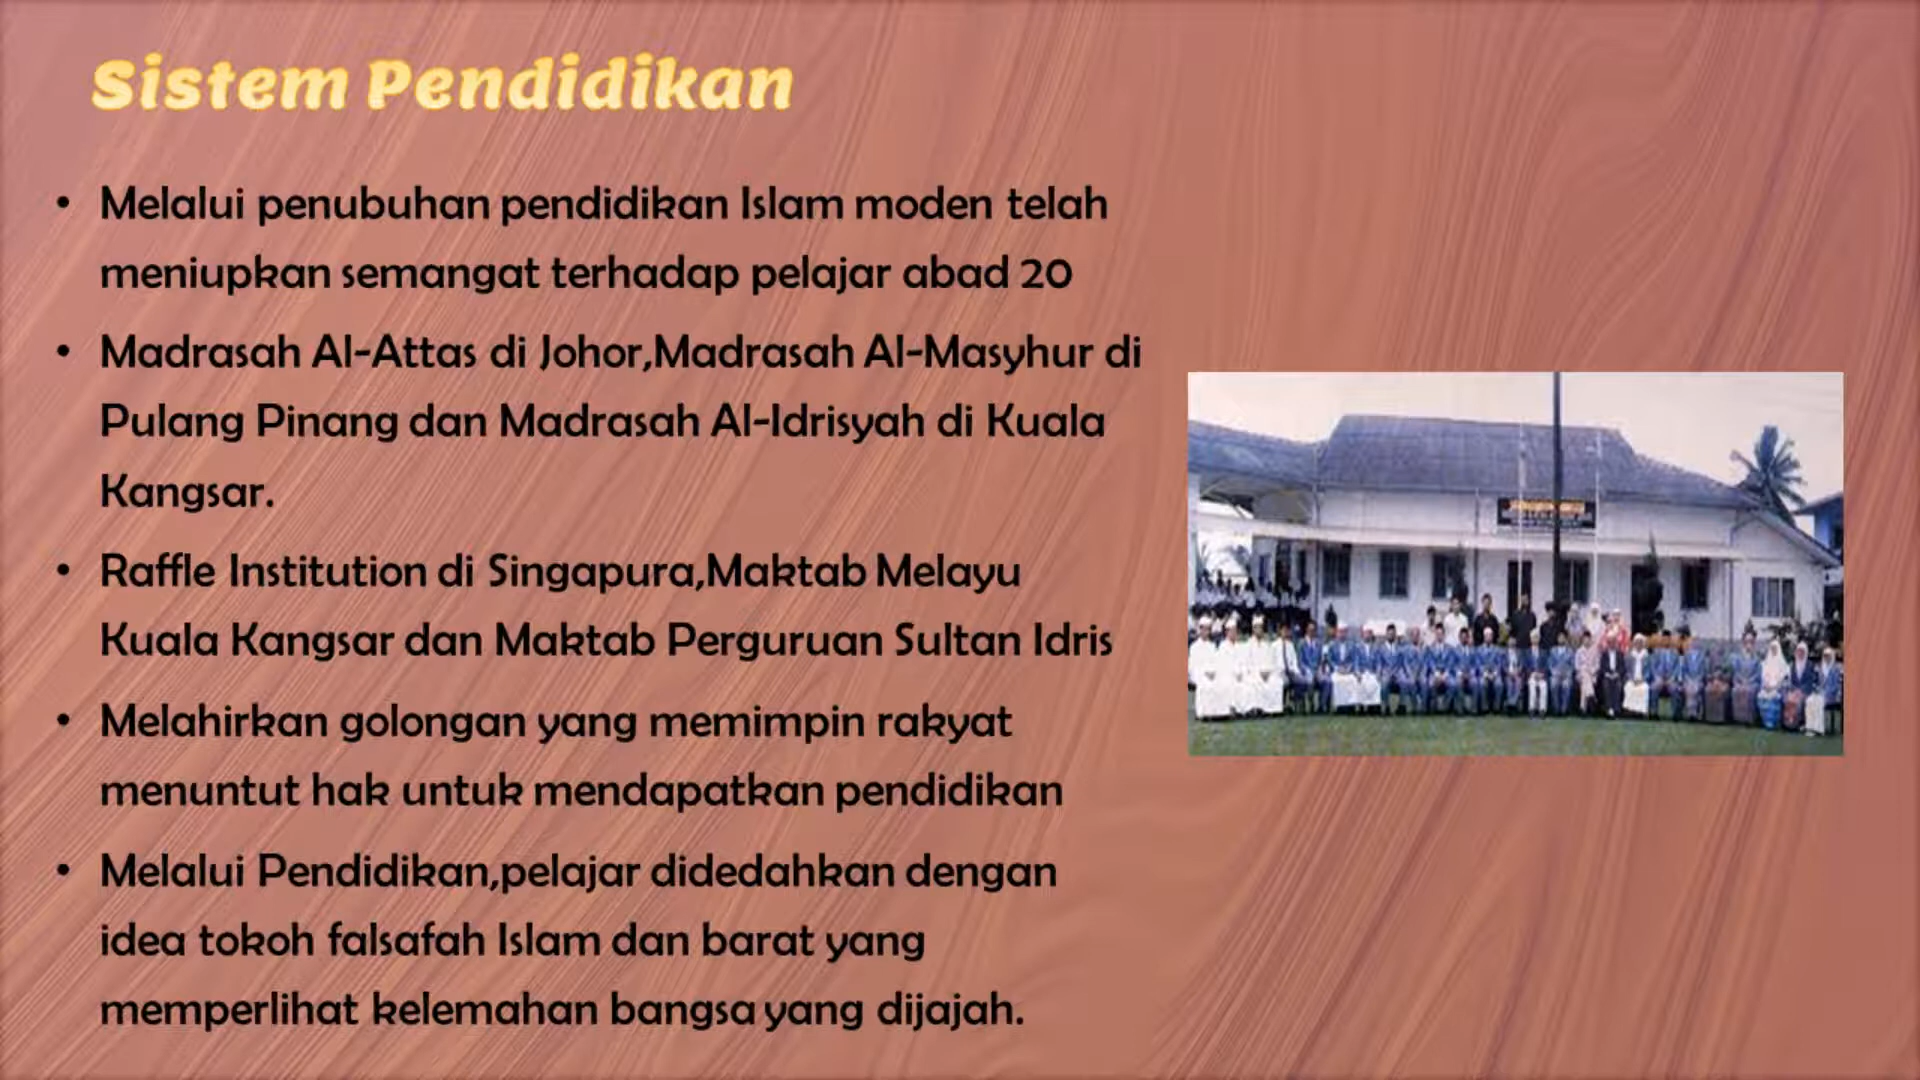 Sistem Pendidikan
• Melalui penubuhan pendidikan Islam moden telah
meniupkan semangat terhadap pelajar abad 20
• Madrasah Al-Attas di Johor,Madrasah Al-Masyhur di
Pulang Pinang dan Madrasah Al-Idrisyah di Kuala
Kangsar.
• Raffle Institution di Singapura,Maktab Melayu
Kuala Kangsar dan Maktab Perguruan Sultan Idris
• Melahirkan golongan yang memimpin rakyat
menuntut hak untuk mendapatkan pendidikan
• Melalui Pendidikan,pelajar didedahkan dengan
idea tokoh falsafah Islam dan barat yang
memperlihat kelemahan bangsa yang dijajah.